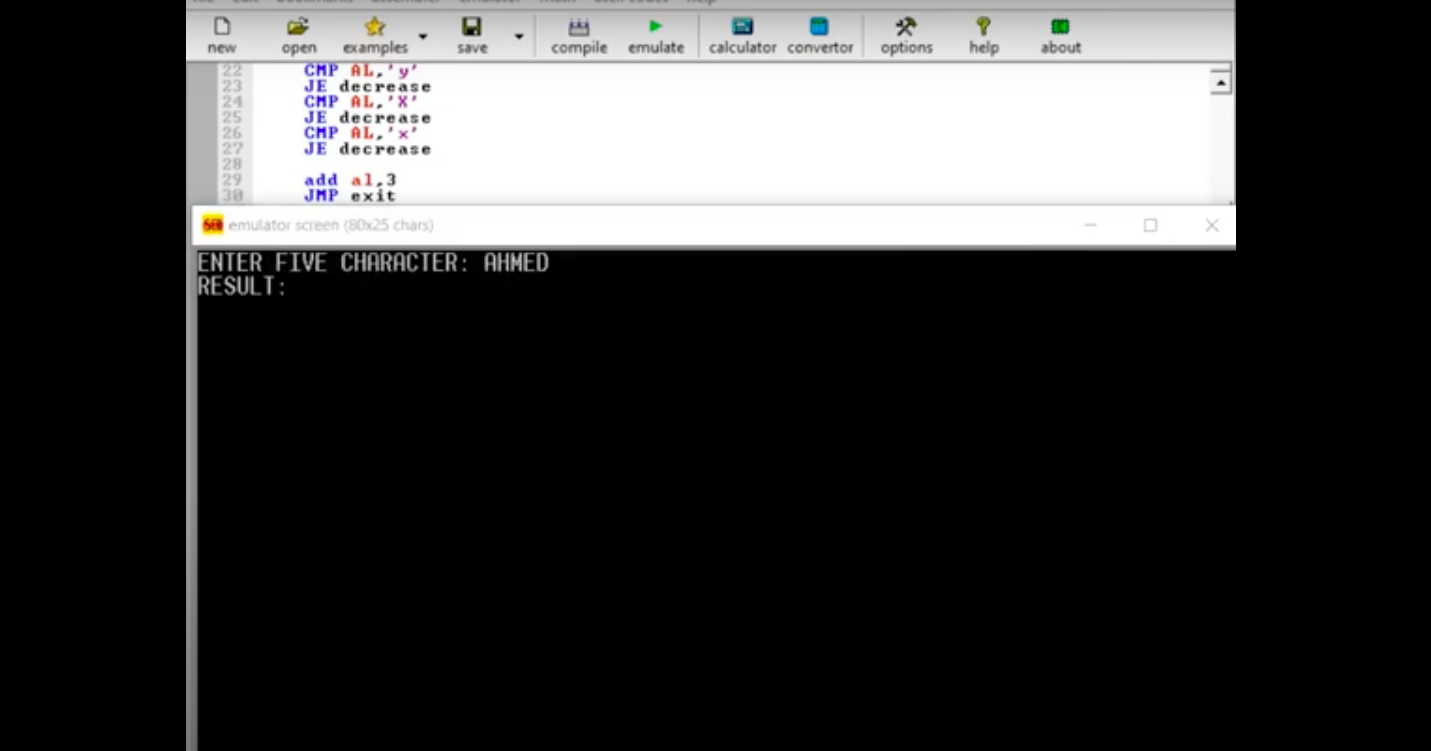 new open examples save compile emulate calculator convertor options help about
22 CMP AL,'y'
23 JE decrease
24 CMP AL,'X'
25 JE decrease
26 CMP AL,'x'
27 JE decrease
28
29 add al,3
30 JMP exit
emulator screen (80x25 chars)
ENTER FIVE CHARACTER: AHMED
RESULT: